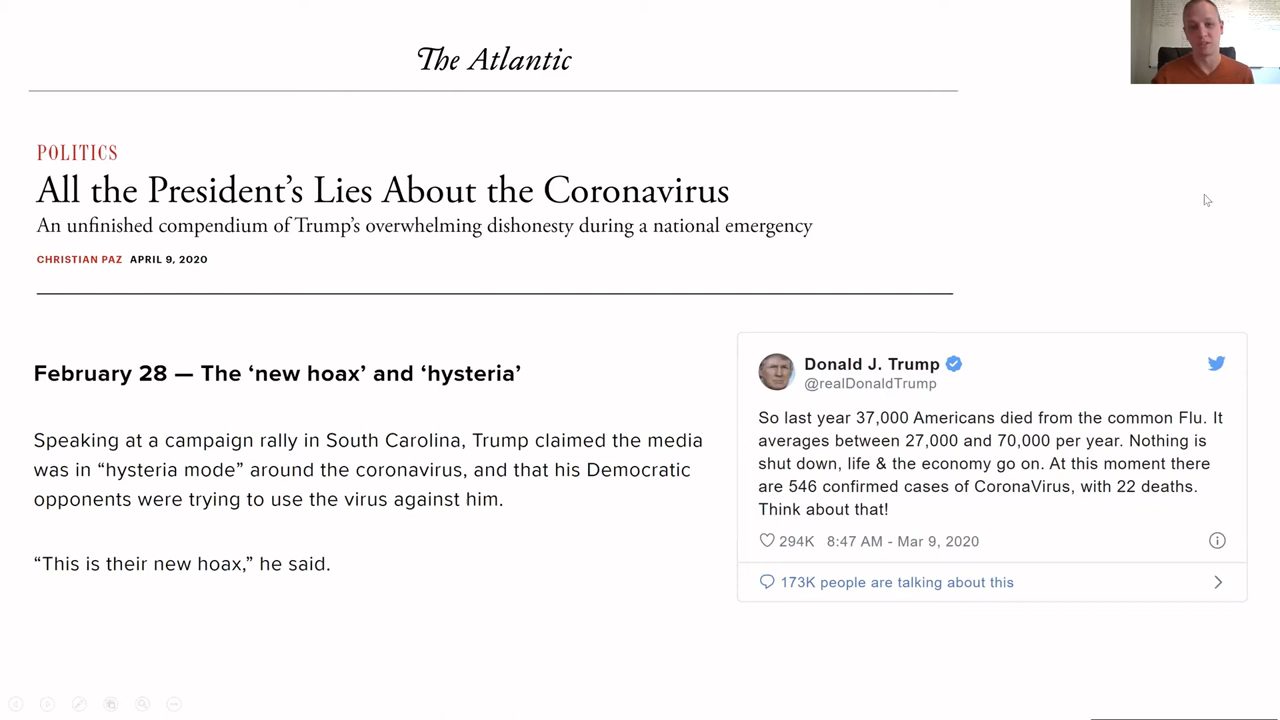 The Atlantic
POLITICS
All the President's Lies About the Coronavirus
An unfinished compendium of Trump's overwhelming dishonesty during a national emergency
CHRISTIAN PAZ APRIL 9, 2020
February 28 — The ‘new hoax’ and ‘hysteria’
Speaking at a campaign rally in South Carolina, Trump claimed the media
was in “hysteria mode” around the coronavirus, and that his Democratic
opponents were trying to use the virus against him.
“This is their new hoax,” he said.
Donald J. Trump
@realDonaldTrump
So last year 37,000 Americans died from the common Flu. It
averages between 27,000 and 70,000 per year. Nothing is
shut down, life & the economy go on. At this moment there
are 546 confirmed cases of CoronaVirus, with 22 deaths.
Think about that!
294K 8:47 AM - Mar 9, 2020
173K people are talking about this